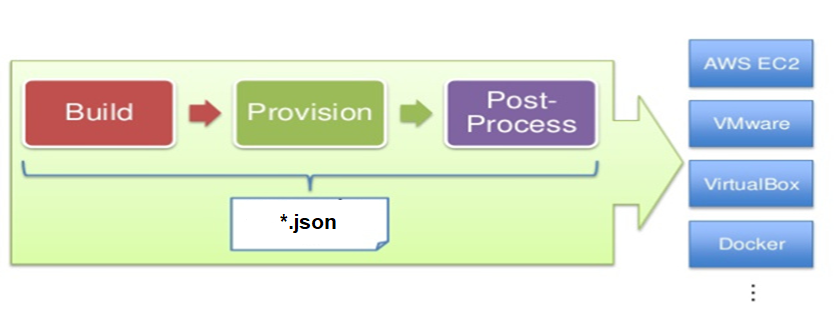 Build
Provision
Post-
Process
*.json
AWS EC2
VMware
VirtualBox
Docker
⋮